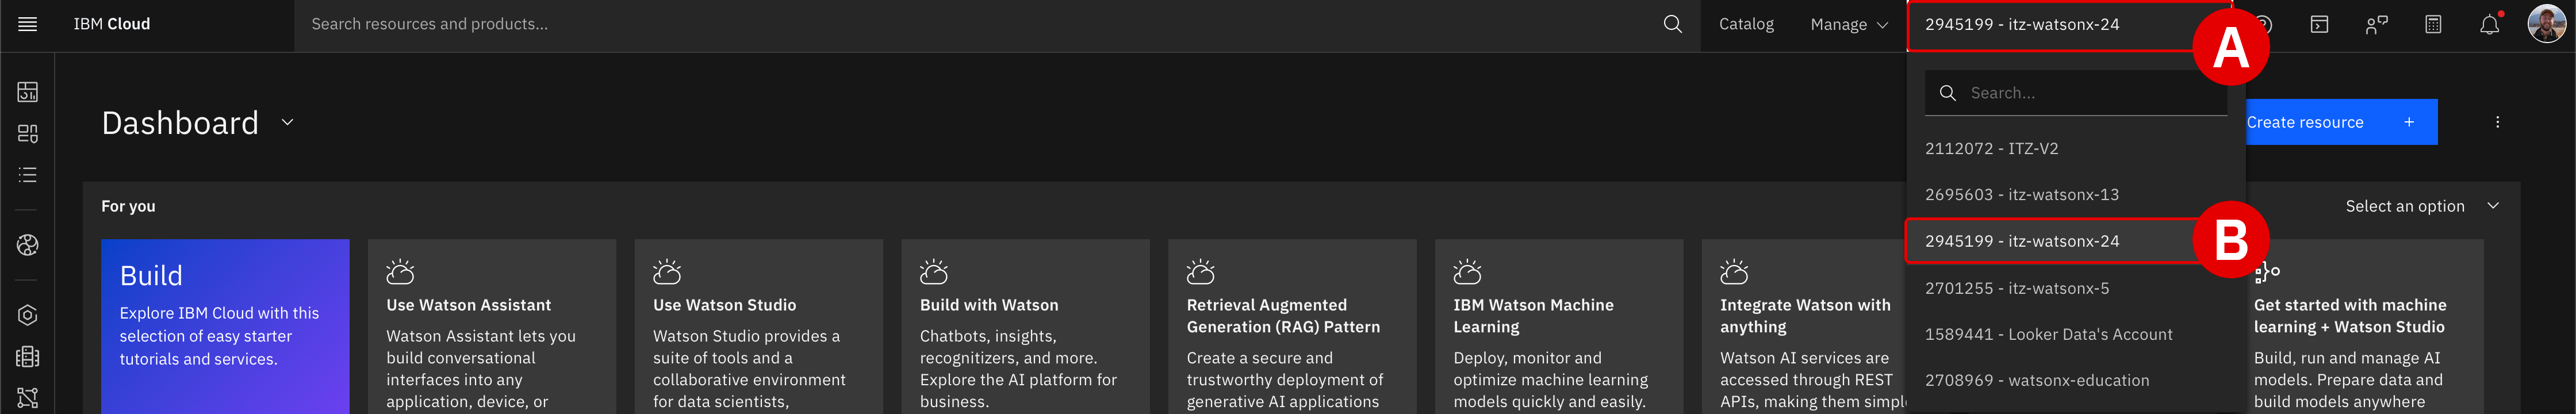 IBM Cloud
Search resources and products...
Catalog
Manage
2945199 - itz-watsonx-24
A
Search...
Dashboard
Create resource +
2112072 - ITZ-V2
2695603 - itz-watsonx-13
2945199 - itz-watsonx-24
B
2701255 - itz-watsonx-5
1589441 - Looker Data's Account
2708969 - watsonx-education
For you
Select an option
Build
Explore IBM Cloud with this
selection of easy starter
tutorials and services.
Use Watson Assistant
Watson Assistant lets you
build conversational
interfaces into any
application, device, or
Use Watson Studio
Watson Studio provides a
suite of tools and a
collaborative environment
for data scientists,
Build with Watson
Chatbots, insights,
recognitizers, and more.
Explore the AI platform for
business.
Retrieval Augmented
Generation (RAG) Pattern
Create a secure and
trustworthy deployment of
generative AI applications
IBM Watson Machine
Learning
Deploy, monitor and
optimize machine learning
models quickly and easily.
Integrate Watson with
anything
Watson AI services are
accessed through REST
APIs, making them simpl
Get started with machine
learning + Watson Studio
Build, run and manage AI
models. Prepare data and
build models anywhere